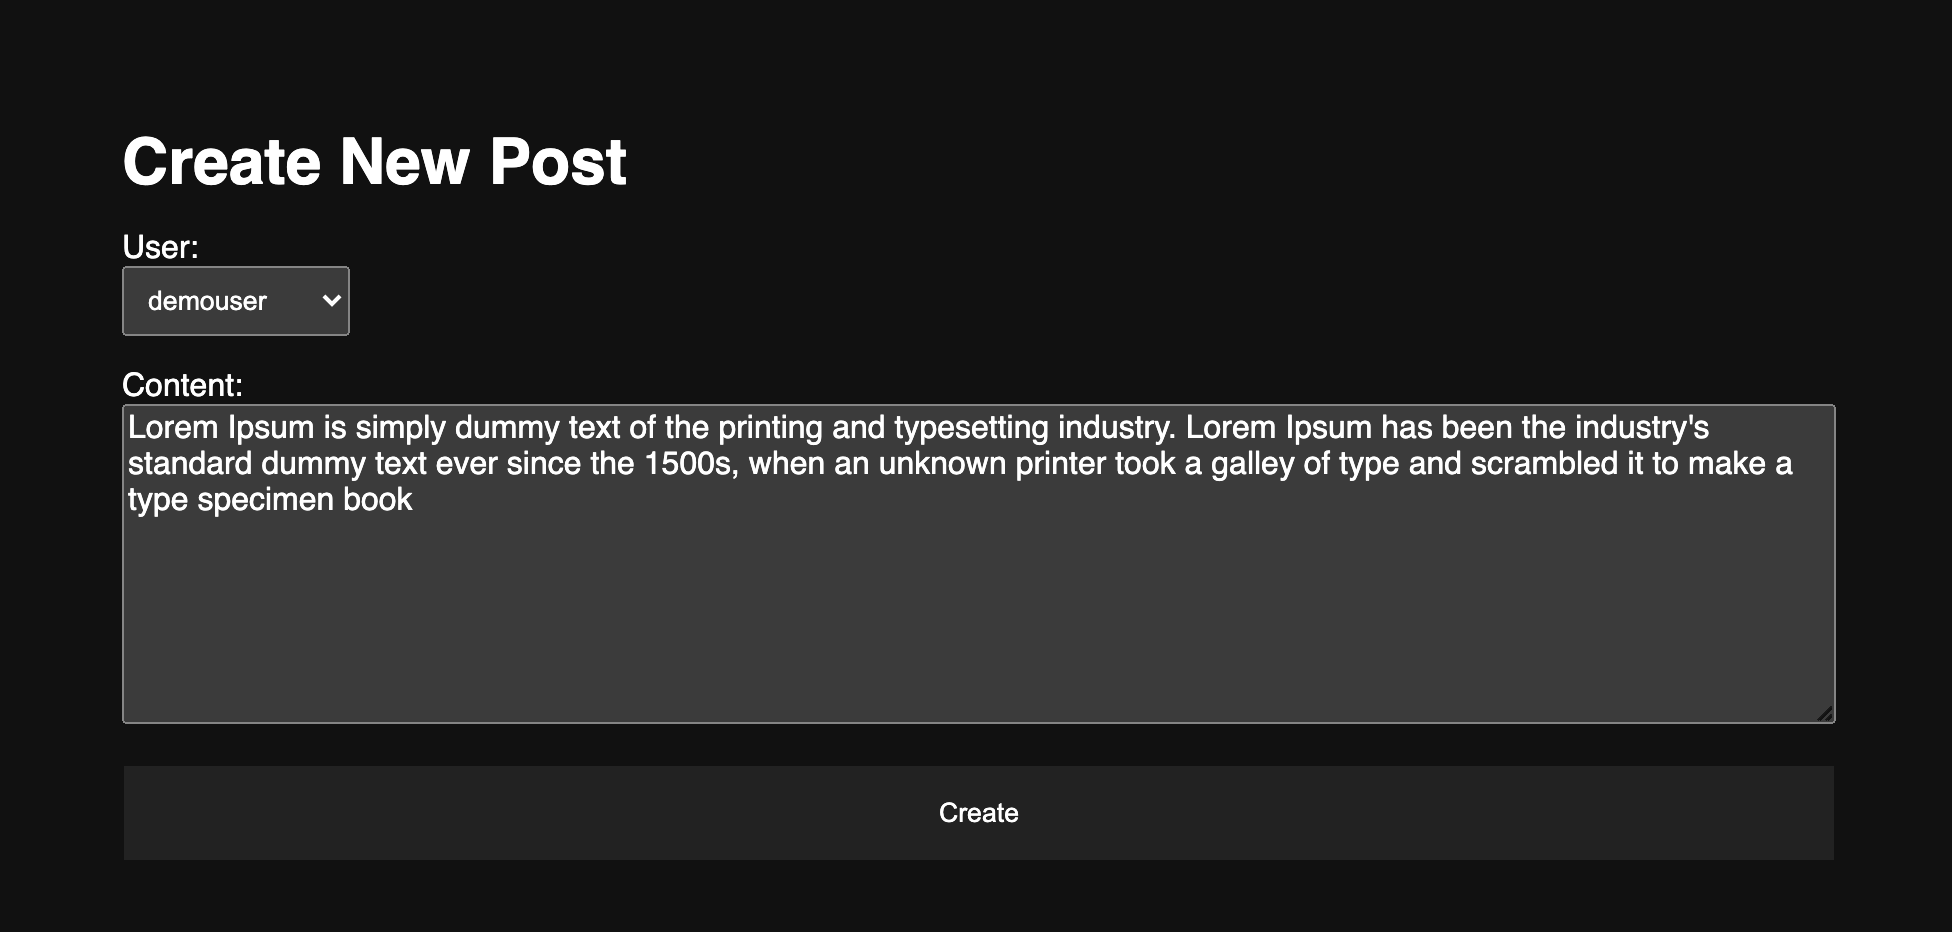 Create New Post
User:
demouser
Content:
Lorem Ipsum is simply dummy text of the printing and typesetting industry. Lorem Ipsum has been the industry's
standard dummy text ever since the 1500s, when an unknown printer took a galley of type and scrambled it to make a
type specimen book
Create